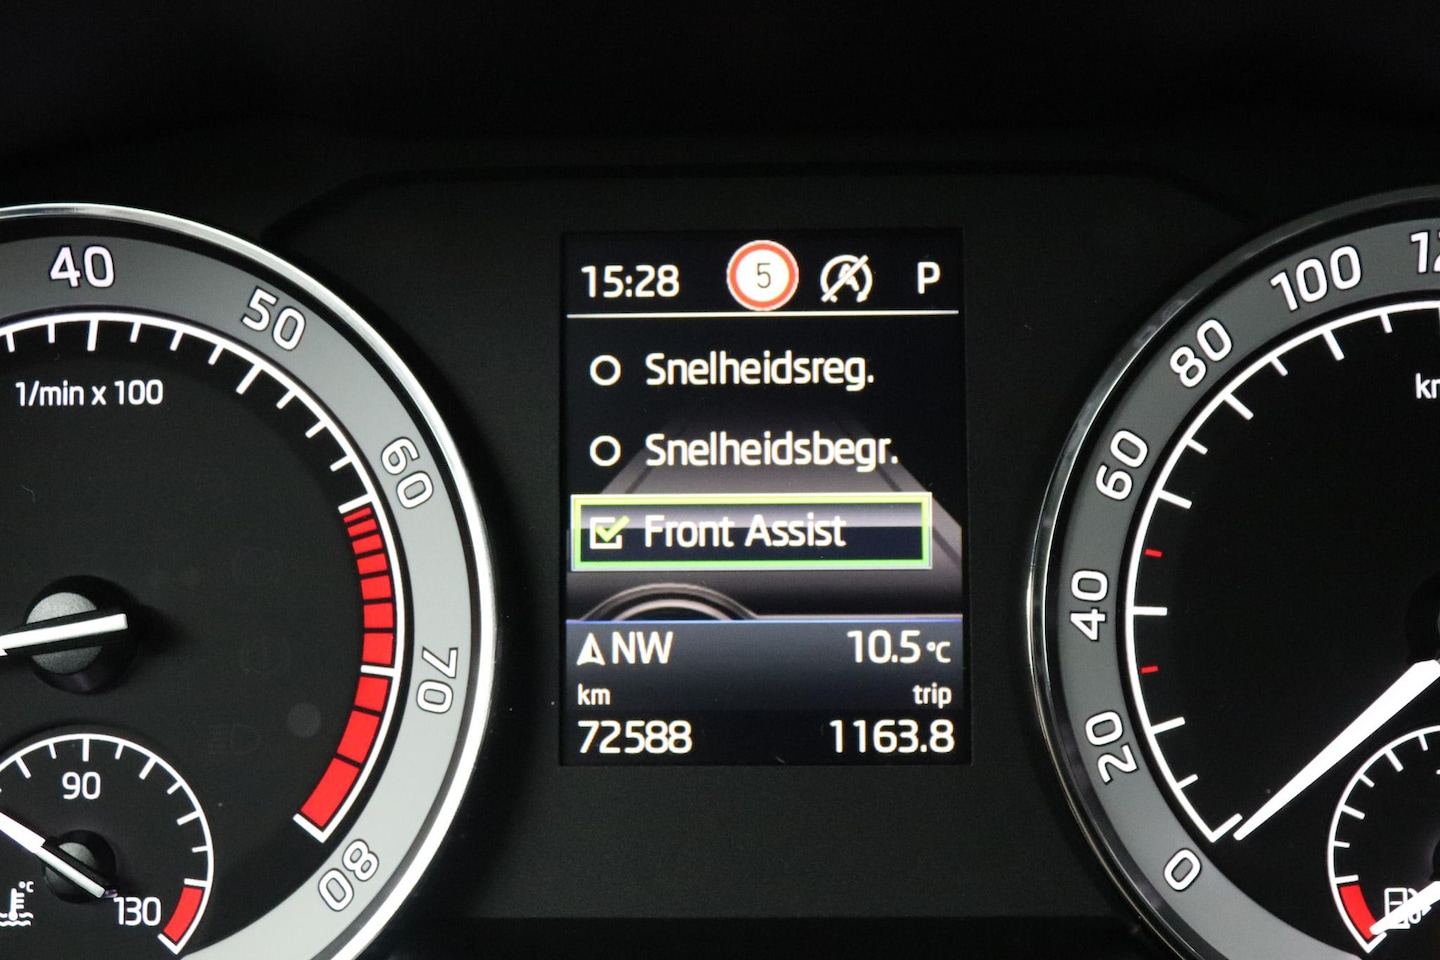 15:28 5 A P
Snelheidsreg.
Snelheidsbegr.
Front Assist
NW 10.5 °C
km trip
72588 1163.8
40
50
60
70
80
1/min x 100
90
130
°C
100
80
60
40
20
0